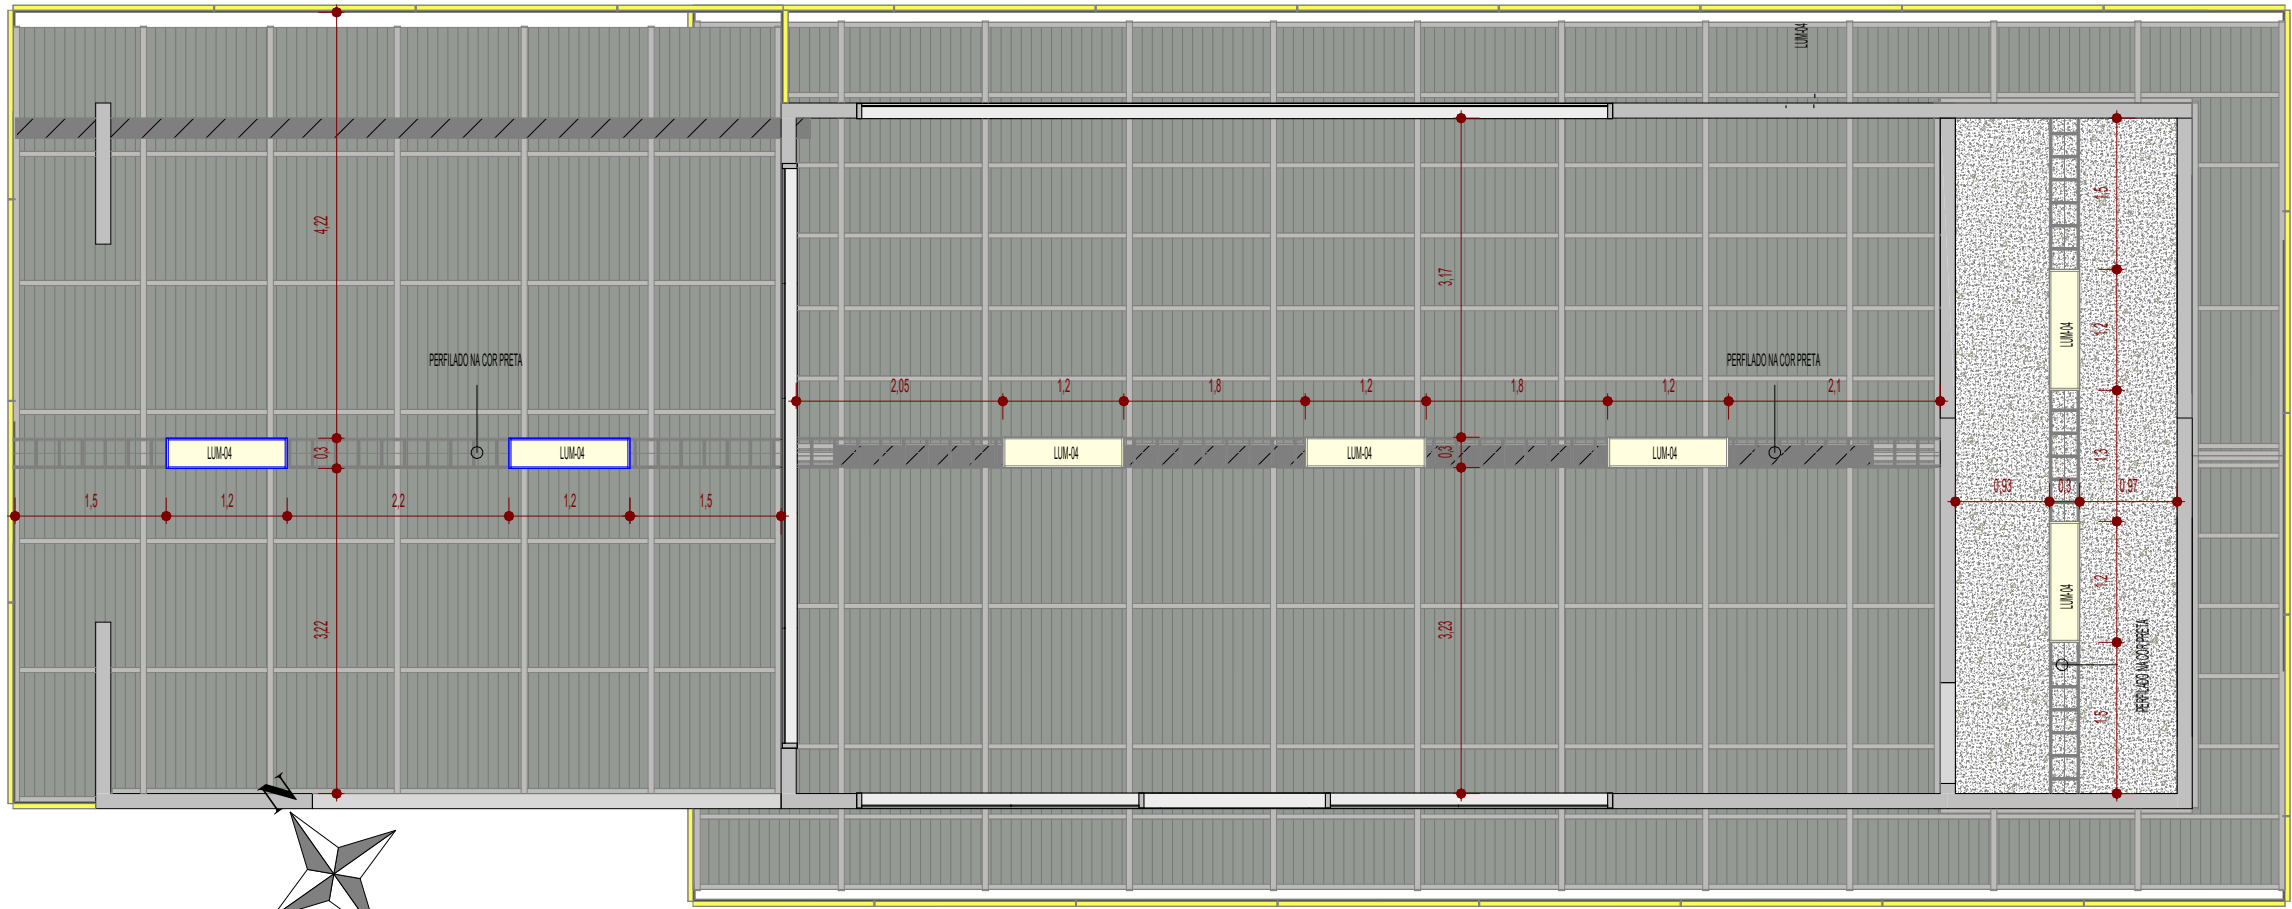 LUM-04
4,22
1,5
3,17
1,2
LUM-04
PERFILADO NA COR PRETA
PERFILADO NA COR PRETA
2,05
1,2
1,8
1,2
1,8
1,2
2,1
LUM-04
0,3
LUM-04
LUM-04
LUM-04
0,3
LUM-04
1,3
0,93
0,3
0,97
1,5
1,2
2,2
1,2
1,5
1,2
LUM-04
3,22
3,23
PERFILADO NA COR PRETA
1,5
N